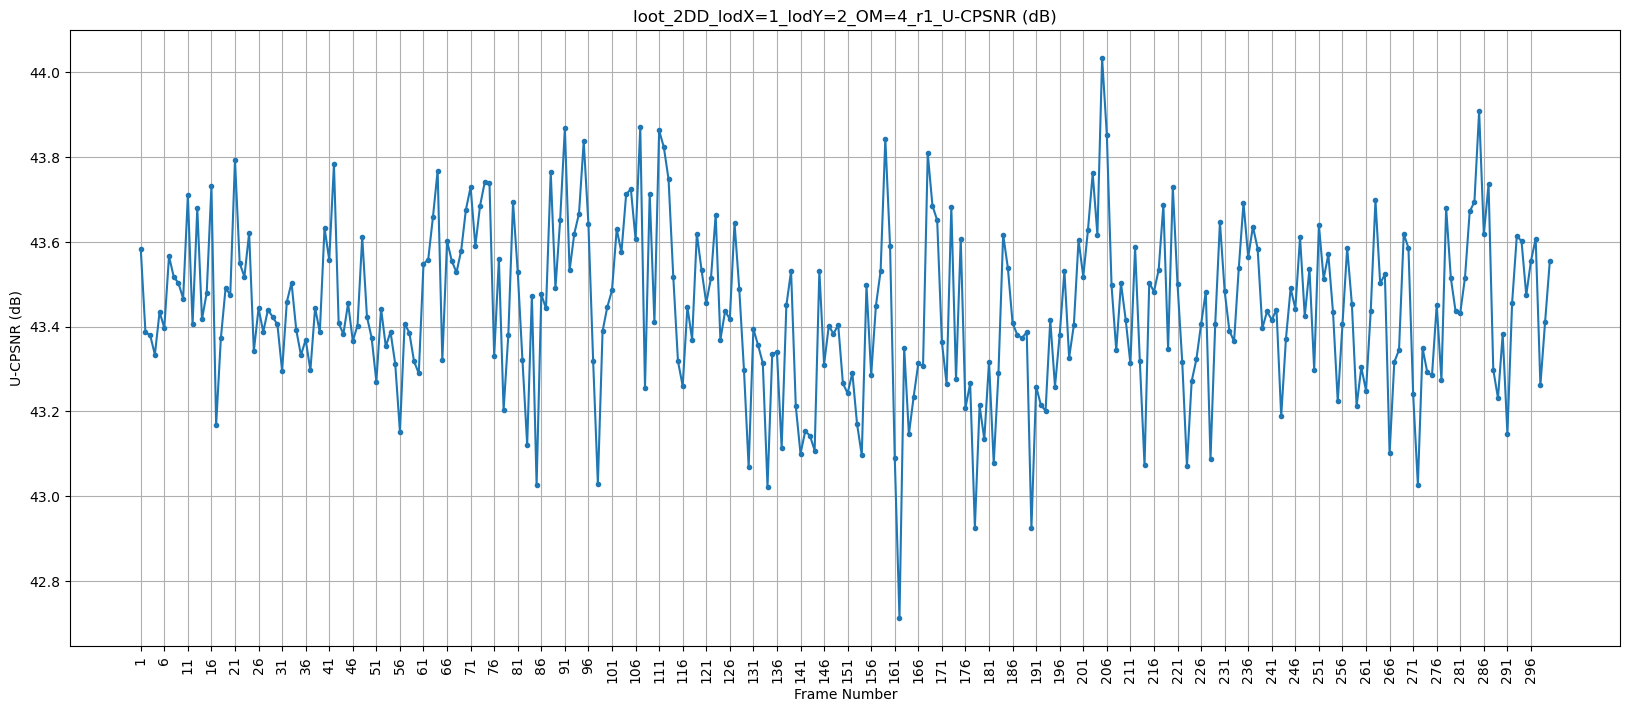 loot_2DD_lodX=1_lodY=2_OM=4_r1_U-CPSNR (dB)
U-CPSNR (dB)
44.0
43.8
43.6
43.4
43.2
43.0
42.8
1 6 11 16 21 26 31 36 41 46 51 56 61 66 71 76 81 86 91 96 101 106 111 116 121 126 131 136 141 146 151 156 161 166 171 176 181 186 191 196 201 206 211 216 221 226 231 236 241 246 251 256 261 266 271 276 281 286 291 296
Frame Number